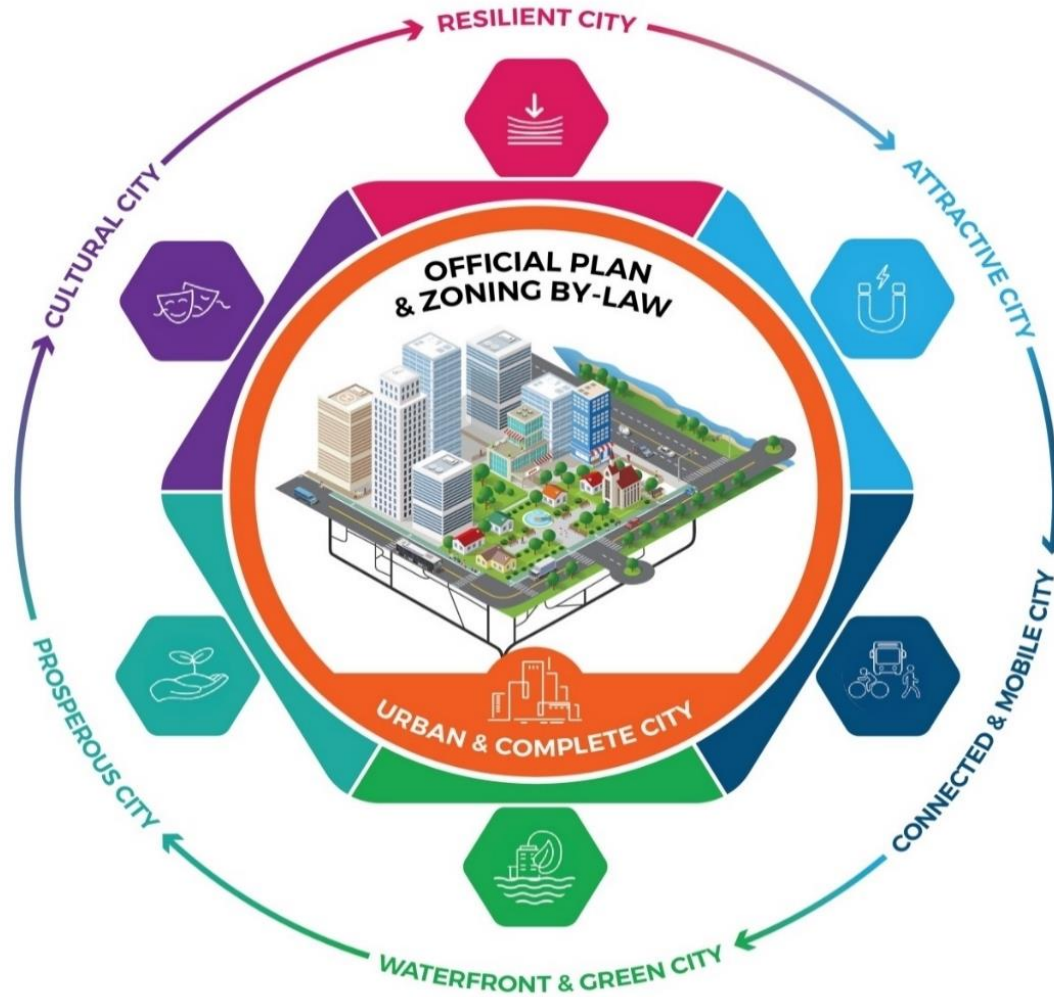 RESILIENT CITY
ATTRACTIVE CITY
CONNECTED & MOBILE CITY
WATERFRONT & GREEN CITY
PROSPEROUS CITY
CULTURAL CITY
OFFICIAL PLAN
& ZONING BY-LAW
URBAN & COMPLETE CITY